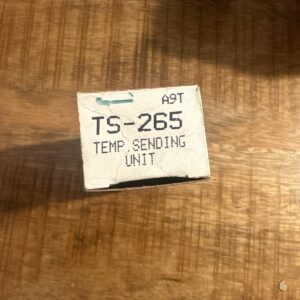 A9T
TS-265
TEMP.SENDING
UNIT